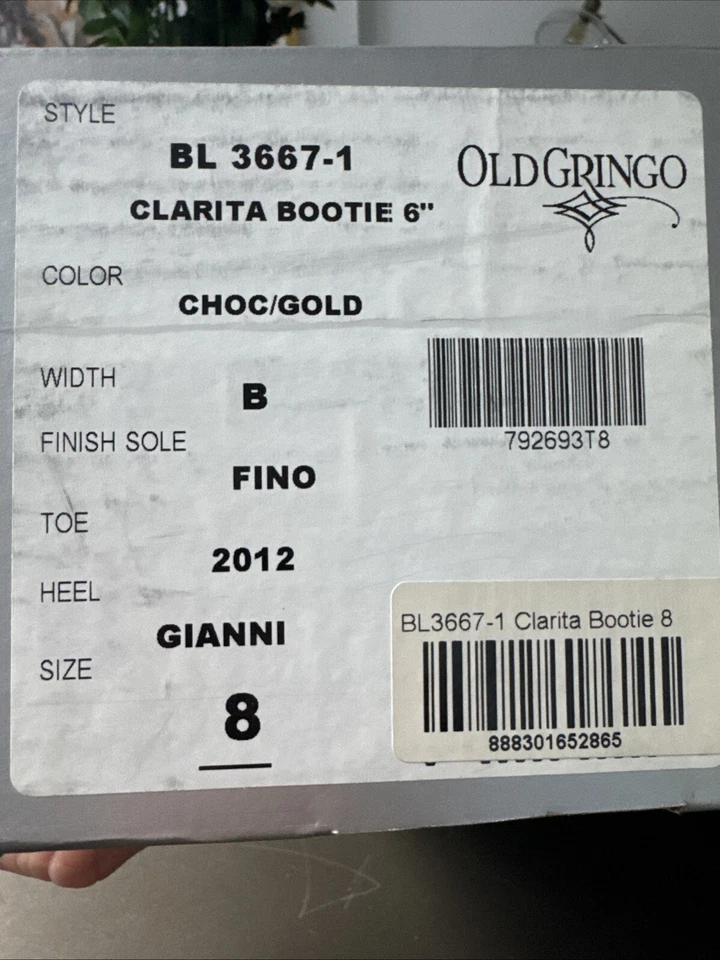 STYLE
BL 3667-1
CLARITA BOOTIE 6"
OLD GRINGO
COLOR
CHOC/GOLD
WIDTH
B
792693T8
FINISH SOLE
FINO
TOE
2012
HEEL
GIANNI
SIZE
8
BL3667-1 Clarita Bootie 8
888301652865